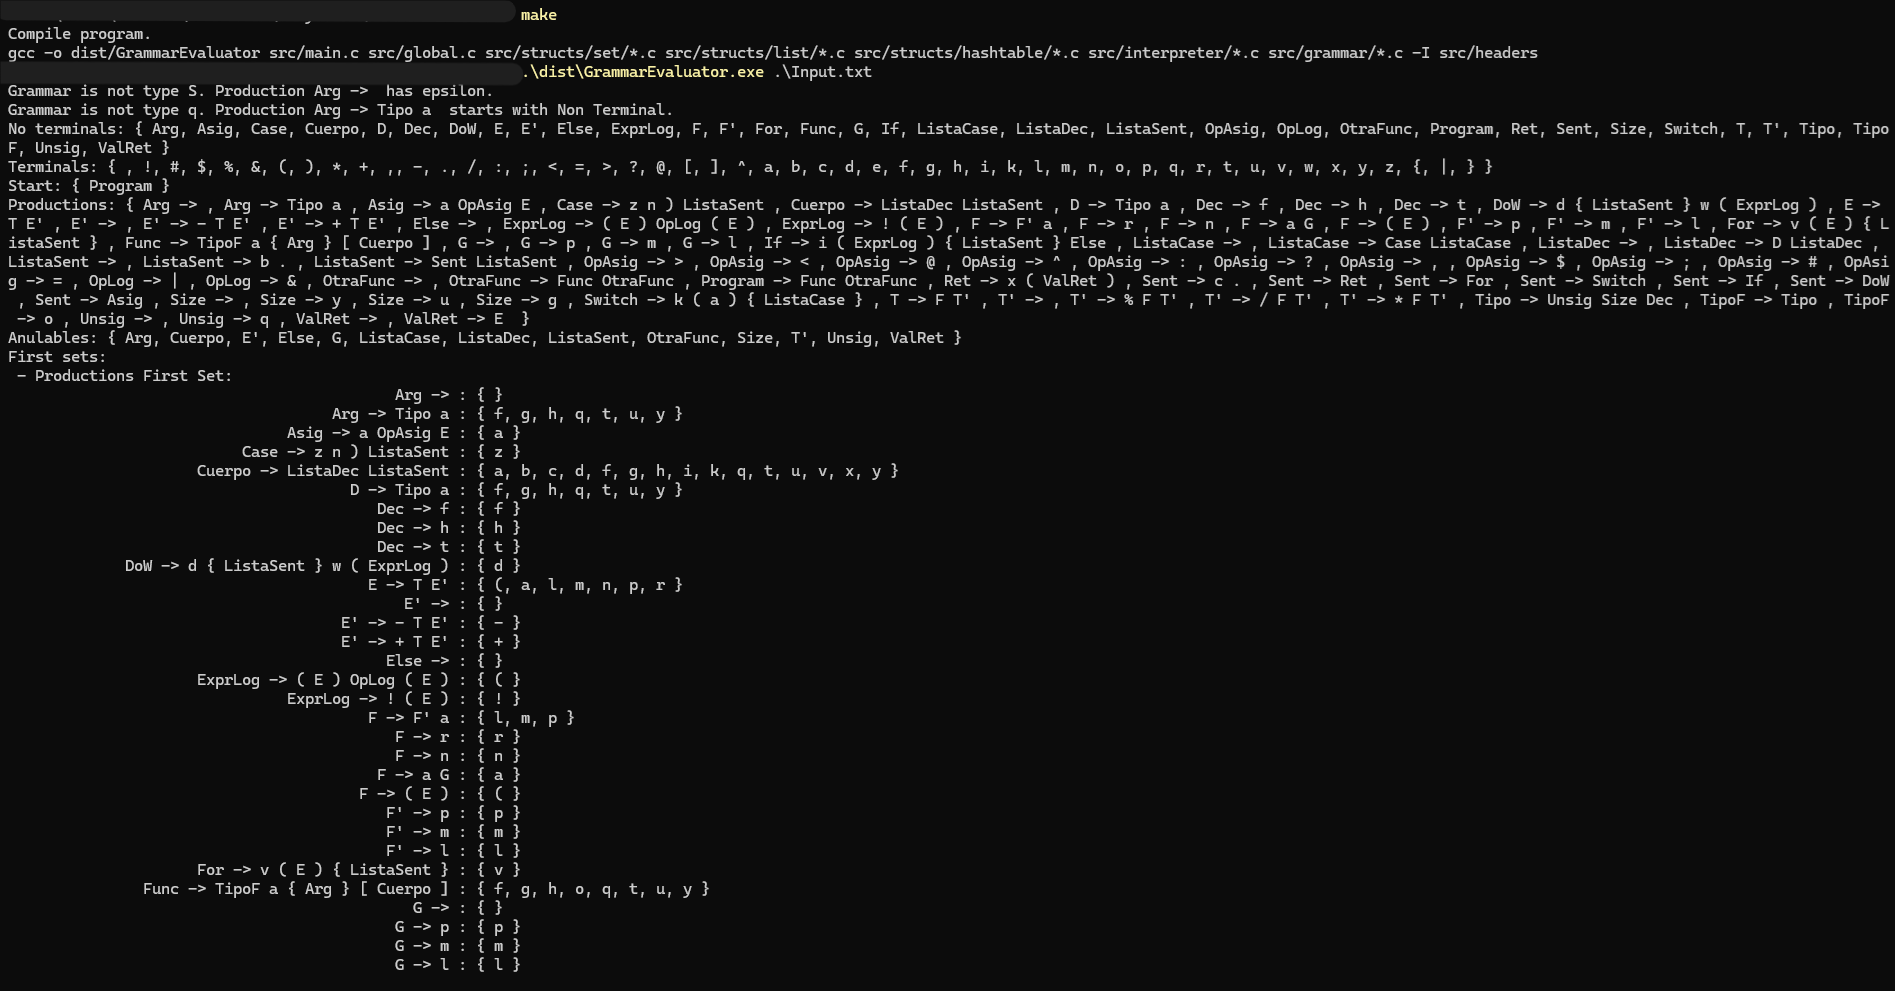 make
Compile program.
gcc -o dist/GrammarEvaluator src/main.c src/global.c src/structs/set/*.c src/structs/list/*.c src/structs/hashtable/*.c src/interpreter/*.c src/grammar/*.c -I src/headers
.\dist\GrammarEvaluator.exe .\Input.txt
Grammar is not type S. Production Arg ->  has epsilon.
Grammar is not type q. Production Arg -> Tipo a  starts with Non Terminal.
No terminals: { Arg, Asig, Case, Cuerpo, D, Dec, DoW, E, E', Else, ExprLog, F, F', For, Func, G, If, ListaCase, ListaDec, ListaSent, OpAsig, OpLog, OtraFunc, Program, Ret, Sent, Size, Switch, T, T', Tipo, Tipo
F, Unsig, ValRet }
Terminals: { , !, #, $, %, &, (, ), *, +, ,, -, ., /, :, ;, <, =, >, ?, @, [, ], ^, a, b, c, d, e, f, g, h, i, k, l, m, n, o, p, q, r, t, u, v, w, x, y, z, {, |, } }
Start: { Program }
Productions: { Arg -> , Arg -> Tipo a , Asig -> a OpAsig E , Case -> z n ) ListaSent , Cuerpo -> ListaDec ListaSent , D -> Tipo a , Dec -> f , Dec -> h , Dec -> t , DoW -> d { ListaSent } w ( ExprLog ) , E ->
T E' , E' -> , E' -> - T E' , E' -> + T E' , Else -> , ExprLog -> ( E ) OpLog ( E ) , ExprLog -> ! ( E ) , F -> F' a , F -> r , F -> n , F -> a G , F -> ( E ) , F' -> p , F' -> m , F' -> l , For -> v ( E ) { L
istaSent } , Func -> TipoF a { Arg } [ Cuerpo ] , G -> , G -> p , G -> m , G -> l , If -> i ( ExprLog ) { ListaSent } Else , ListaCase -> , ListaCase -> Case ListaCase , ListaDec -> , ListaDec -> D ListaDec ,
ListaSent -> , ListaSent -> b . , ListaSent -> Sent ListaSent , OpAsig -> > , OpAsig -> < , OpAsig -> @ , OpAsig -> ^ , OpAsig -> : , OpAsig -> ? , OpAsig -> , , OpAsig -> $ , OpAsig -> ; , OpAsig -> # , OpAsi
g -> = , OpLog -> | , OpLog -> & , OtraFunc -> , OtraFunc -> Func OtraFunc , Program -> Func OtraFunc , Ret -> x ( ValRet ) , Sent -> c . , Sent -> Ret , Sent -> For , Sent -> Switch , Sent -> If , Sent -> DoW
, Sent -> Asig , Size -> , Size -> y , Size -> u , Size -> g , Switch -> k ( a ) { ListaCase } , T -> F T' , T' -> , T' -> % F T' , T' -> / F T' , T' -> * F T' , Tipo -> Unsig Size Dec , TipoF -> Tipo , TipoF
-> o , Unsig -> , Unsig -> q , ValRet -> , ValRet -> E  }
Anulables: { Arg, Cuerpo, E', Else, G, ListaCase, ListaDec, ListaSent, OtraFunc, Size, T', Unsig, ValRet }
First sets:
- Productions First Set:
Arg -> : { }
Arg -> Tipo a : { f, g, h, q, t, u, y }
Asig -> a OpAsig E : { a }
Case -> z n ) ListaSent : { z }
Cuerpo -> ListaDec ListaSent : { a, b, c, d, f, g, h, i, k, q, t, u, v, x, y }
D -> Tipo a : { f, g, h, q, t, u, y }
Dec -> f : { f }
Dec -> h : { h }
Dec -> t : { t }
DoW -> d { ListaSent } w ( ExprLog ) : { d }
E -> T E' : { (, a, l, m, n, p, r }
E' -> : { }
E' -> - T E' : { - }
E' -> + T E' : { + }
Else -> : { }
ExprLog -> ( E ) OpLog ( E ) : { ( }
ExprLog -> ! ( E ) : { ! }
F -> F' a : { l, m, p }
F -> r : { r }
F -> n : { n }
F -> a G : { a }
F -> ( E ) : { ( }
F' -> p : { p }
F' -> m : { m }
F' -> l : { l }
For -> v ( E ) { ListaSent } : { v }
Func -> TipoF a { Arg } [ Cuerpo ] : { f, g, h, o, q, t, u, y }
G -> : { }
G -> p : { p }
G -> m : { m }
G -> l : { l }